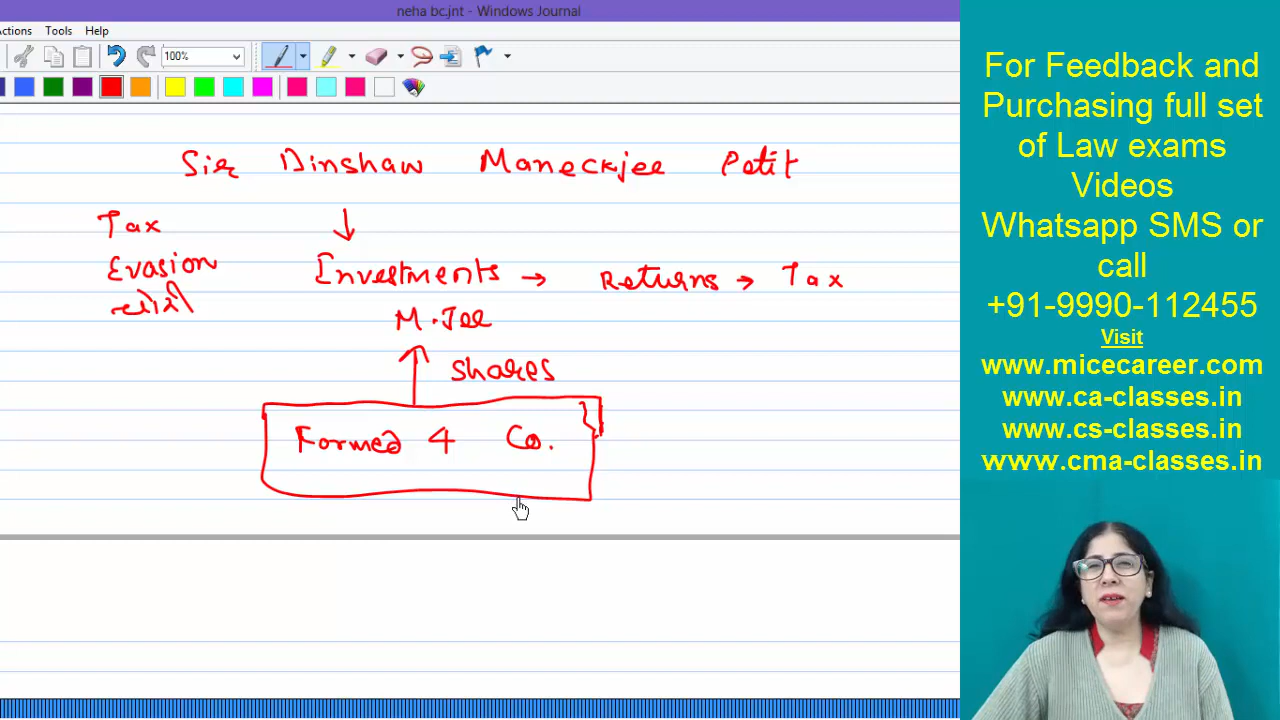 neha bc.jnt - Windows Journal
Actions Tools Help
100%
Sir Dinshaw Maneckjee Petit
Tax
Evasion
Investments → Returns → Tax
M.Jee
shares
Formed 4 Co.
For Feedback and
Purchasing full set
of Law exams
Videos
Whatsapp SMS or
call
+91-9990-112455
Visit
www.micecareer.com
www.ca-classes.in
www.cs-classes.in
www.cma-classes.in